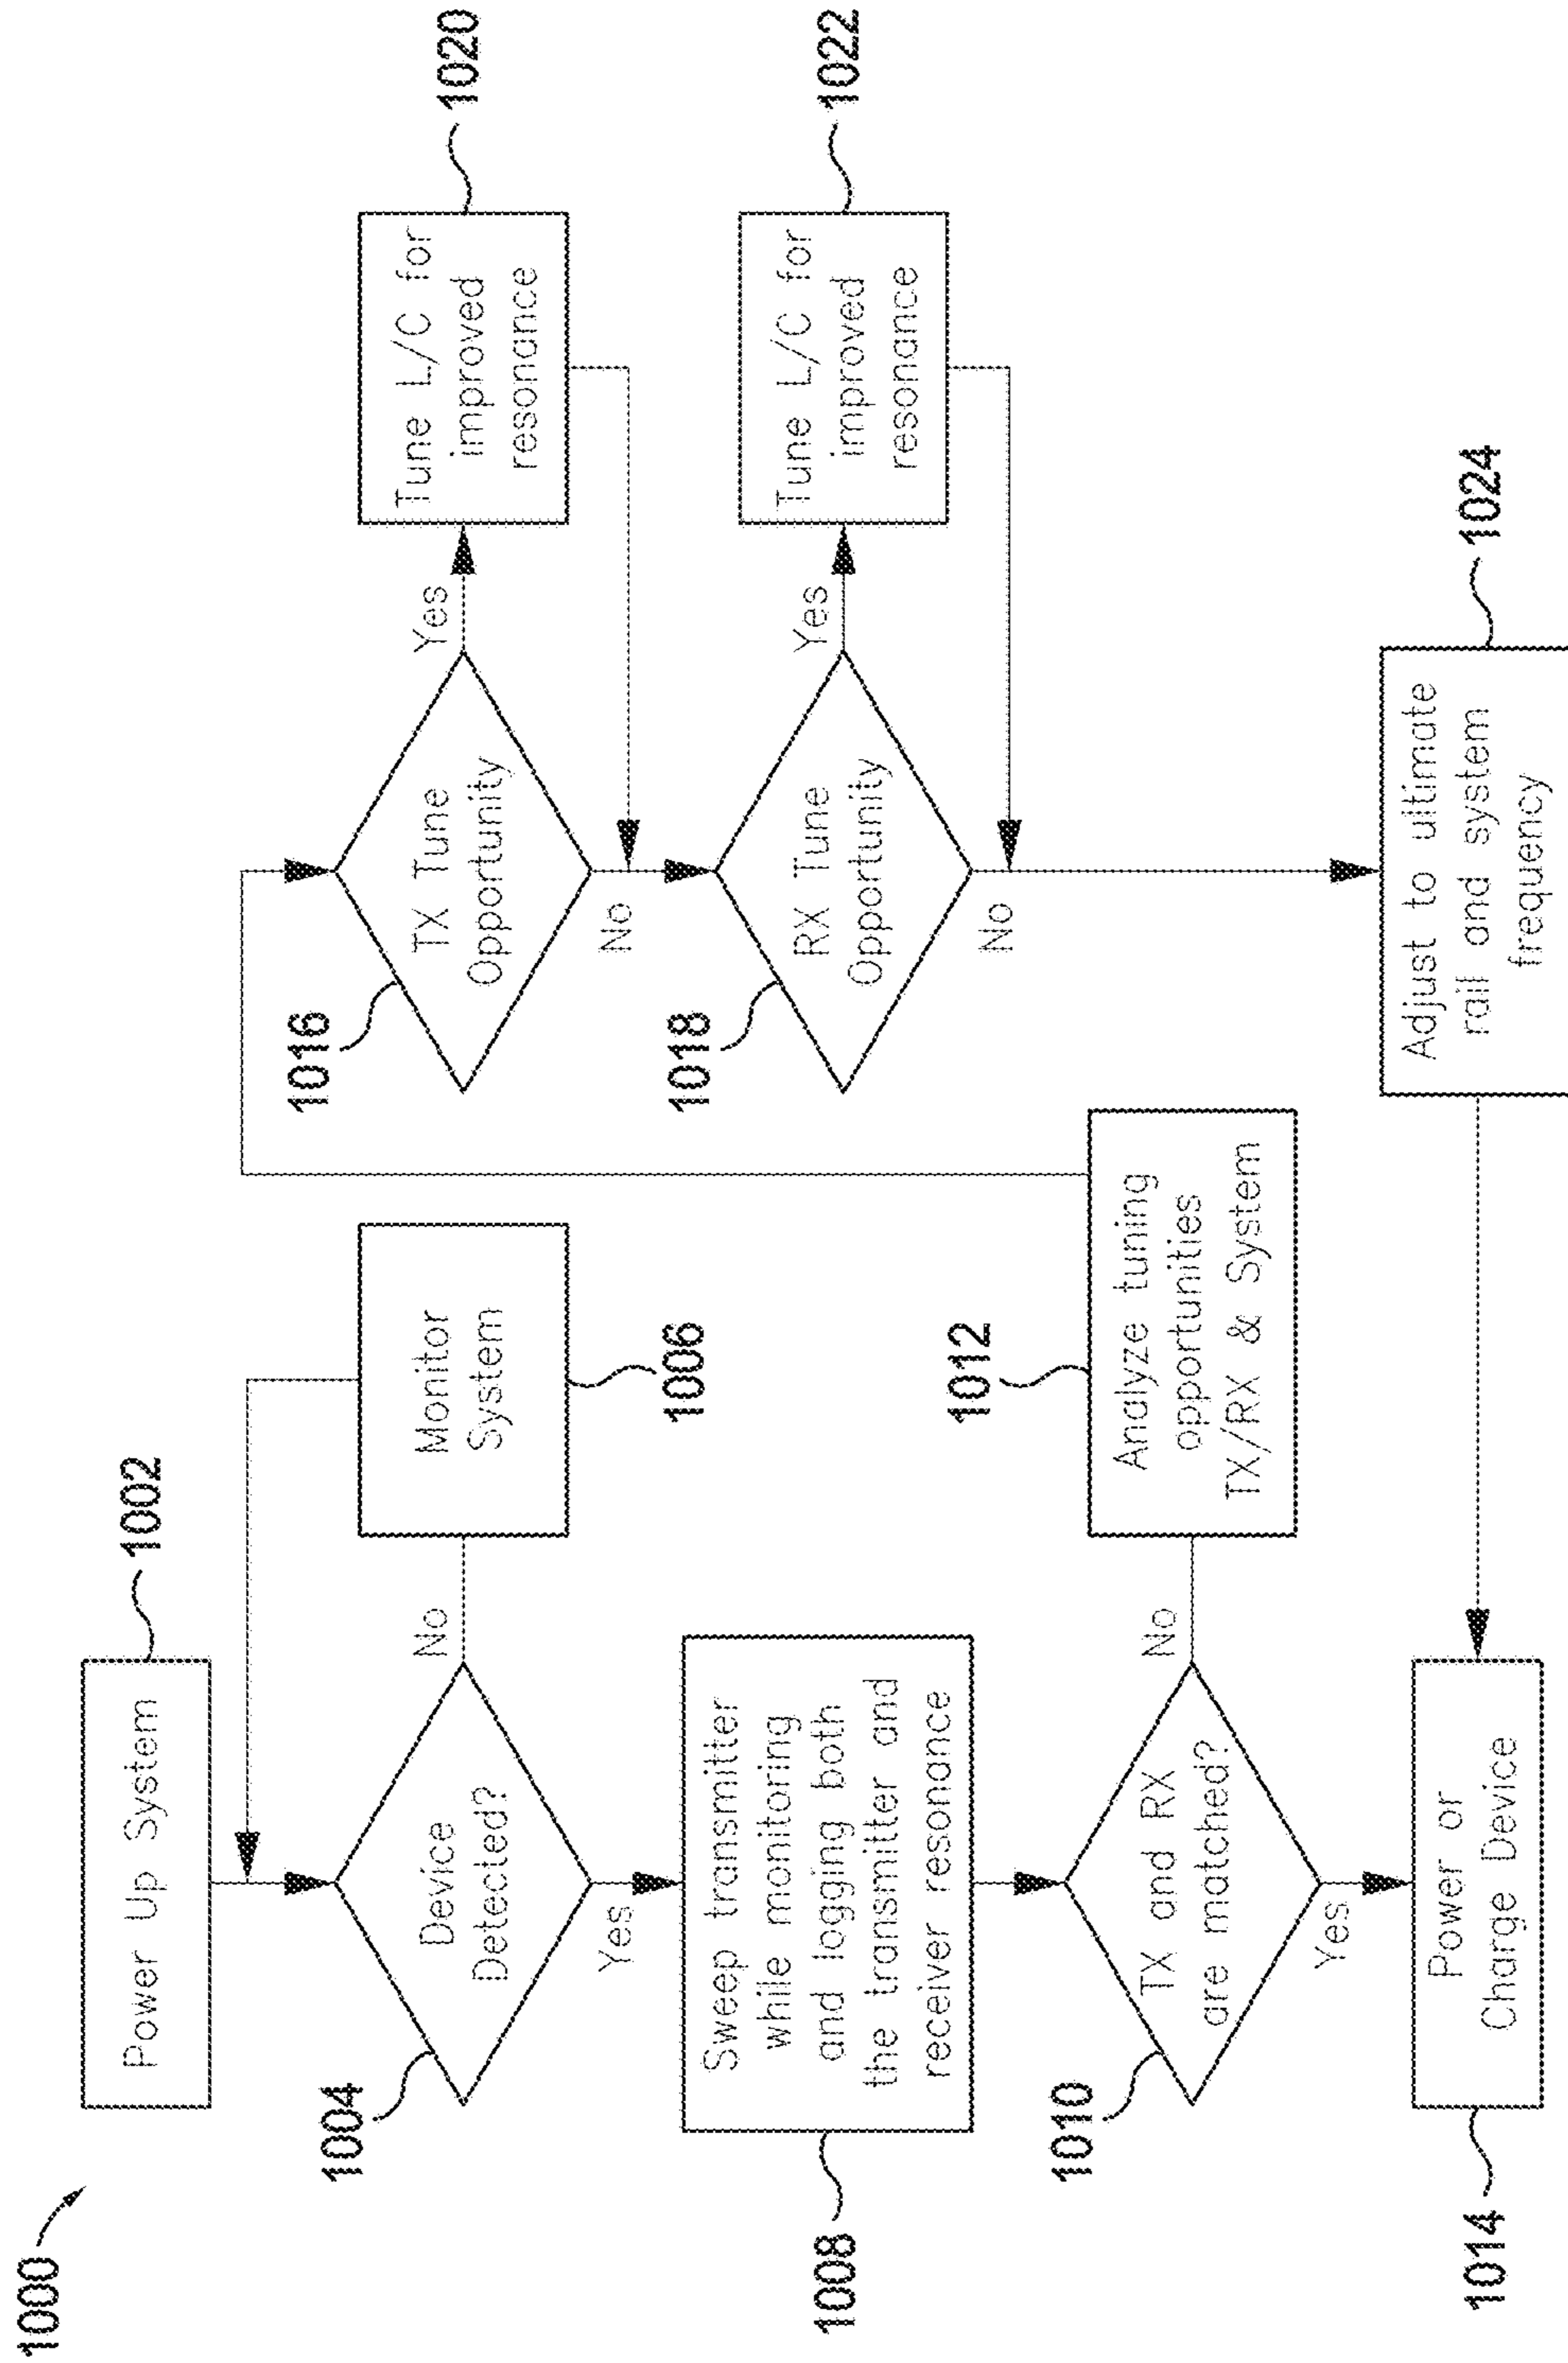 1000
Power Up System
1002
1004
Device
Detected?
No
Yes
Monitor
System
1006
Sweep transmitter
while monitoring
and logging both
the transmitter and
receiver resonance
1008
1010
TX and RX
are matched?
No
Yes
1012
Analyze tuning
opportunities
TX/RX & System
Power or
Charge Device
1014
1016
TX Tune
Opportunity
Yes
No
Tune L/C for
improved
resonance
1020
1018
RX Tune
Opportunity
Yes
No
Tune L/C for
improved
resonance
1022
Adjust to ultimate
rail and system
frequency
1024